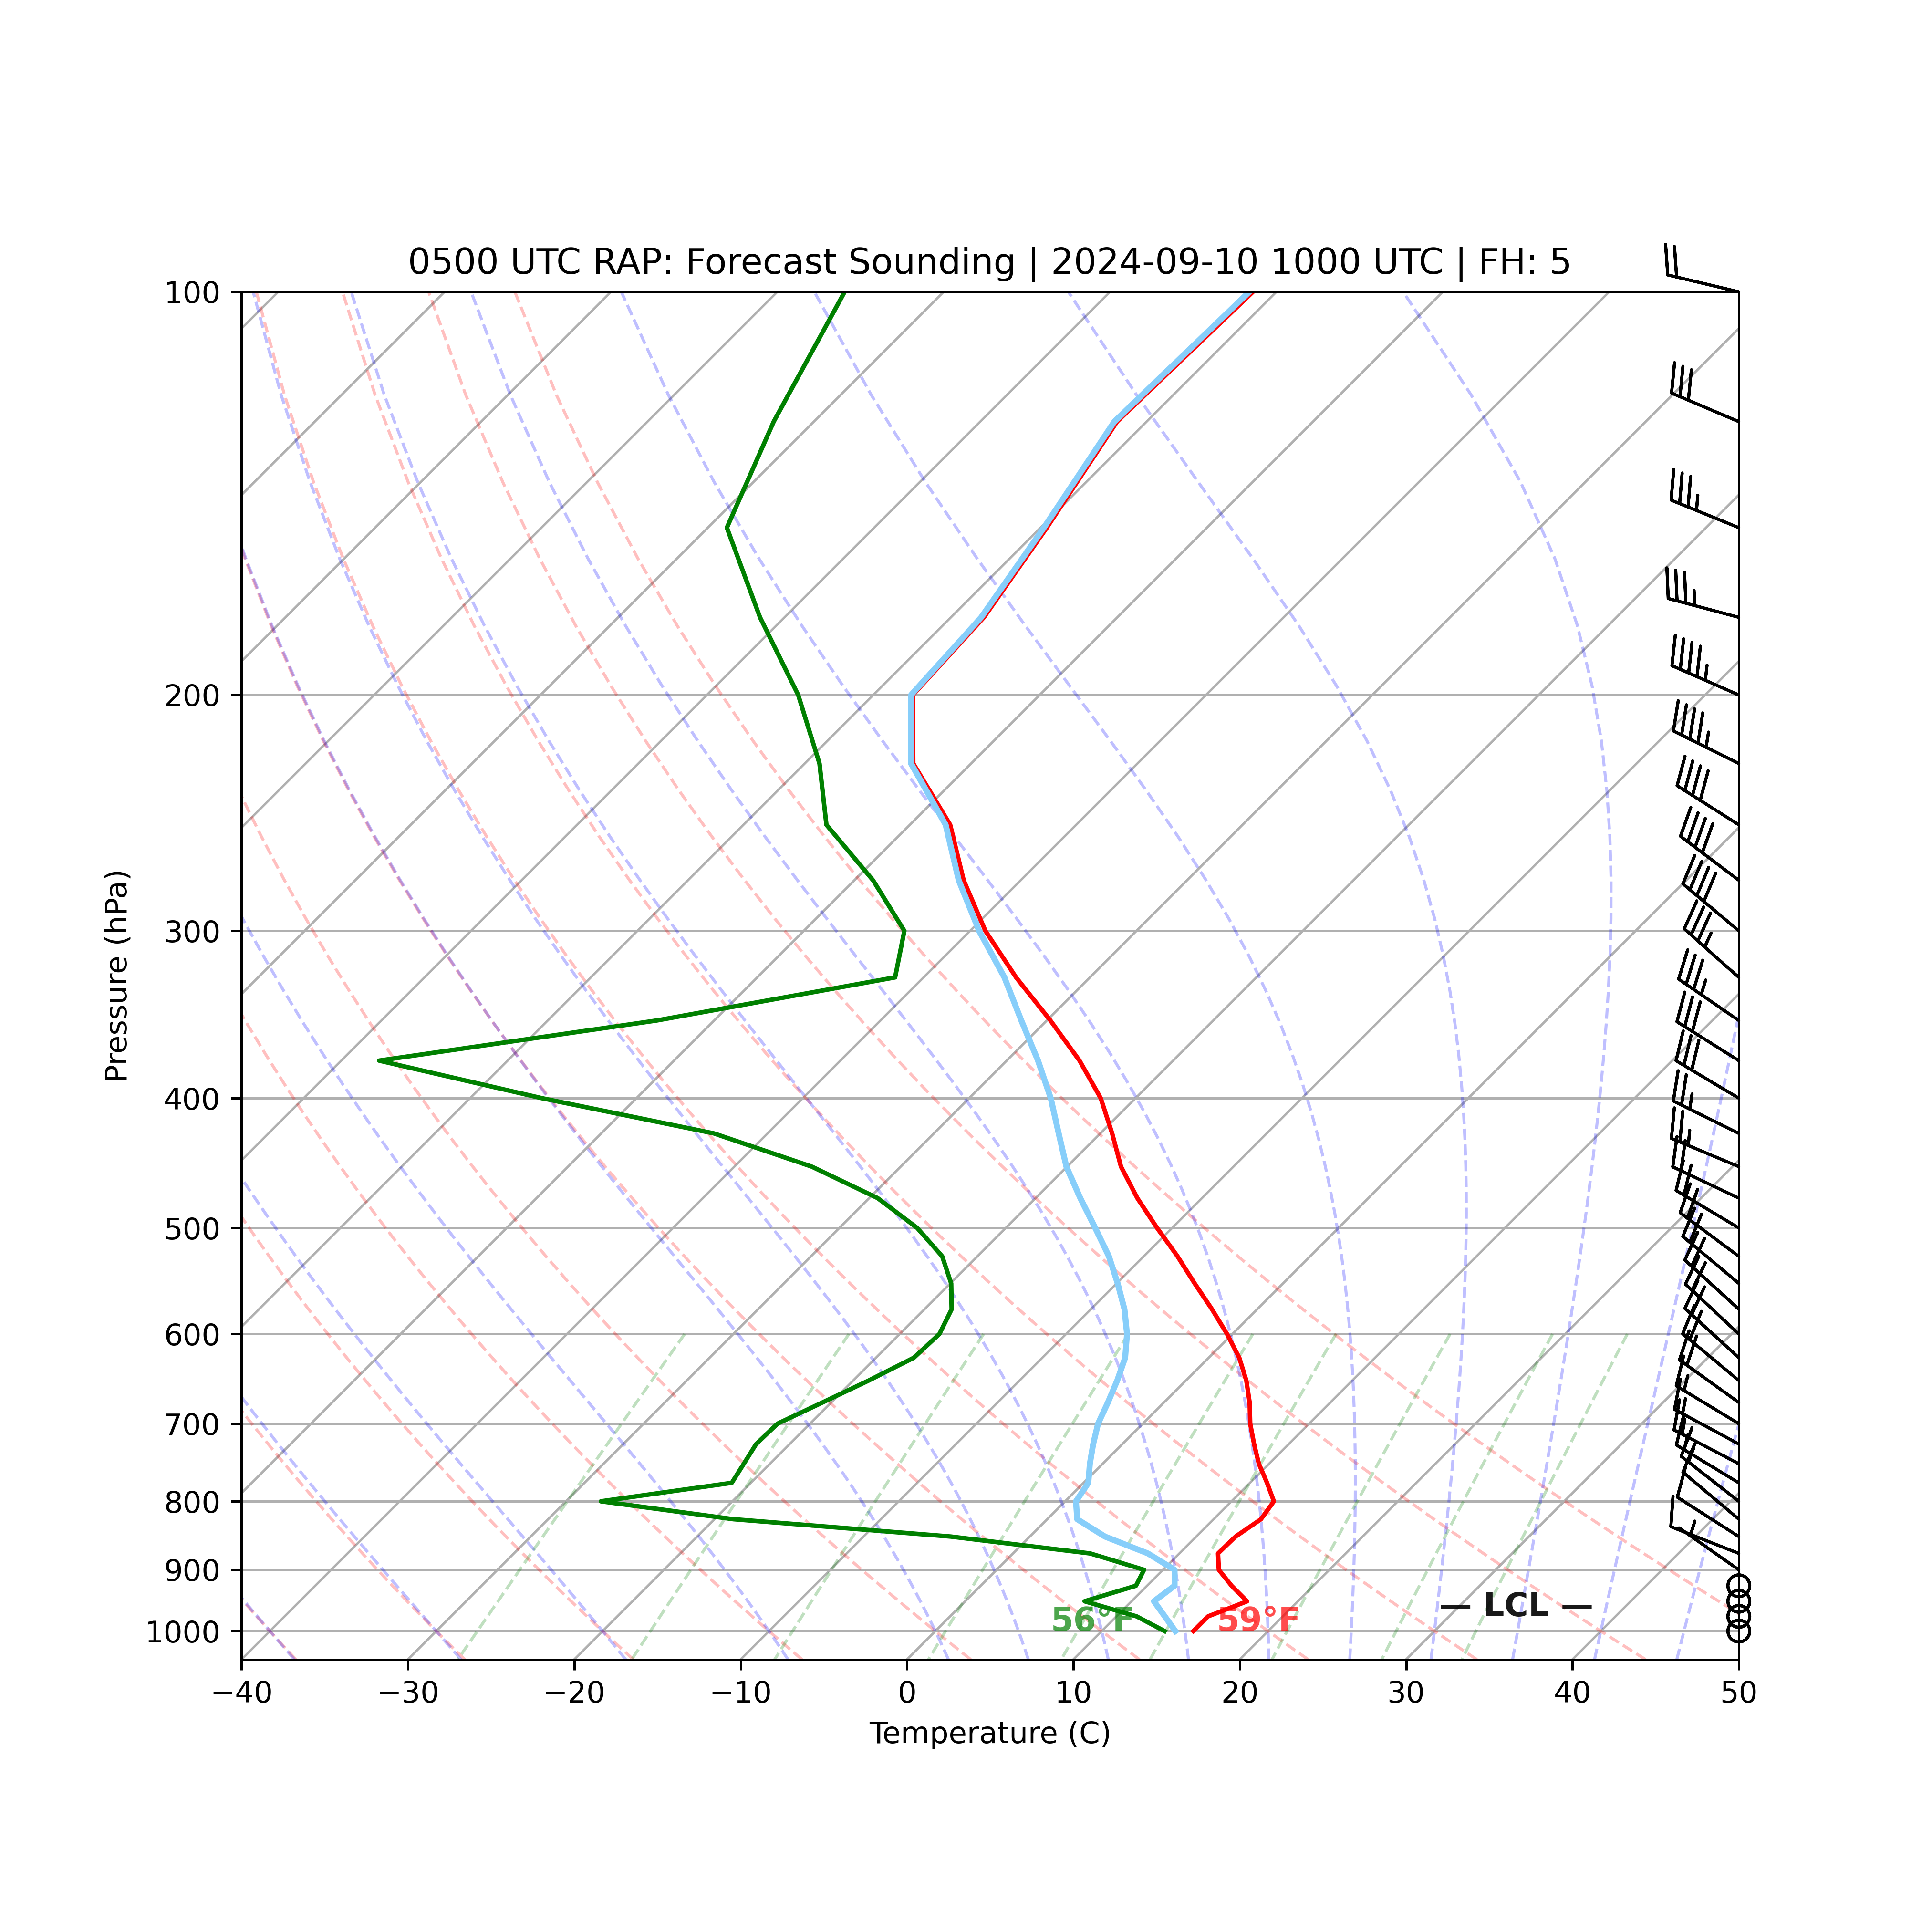 0500 UTC RAP: Forecast Sounding | 2024-09-10 1000 UTC | FH: 5
100
200
300
400
500
600
700
800
900
1000
Pressure (hPa)
56°F 59°F — LCL —
−40 −30 −20 −10 0 10 20 30 40 50
Temperature (C)